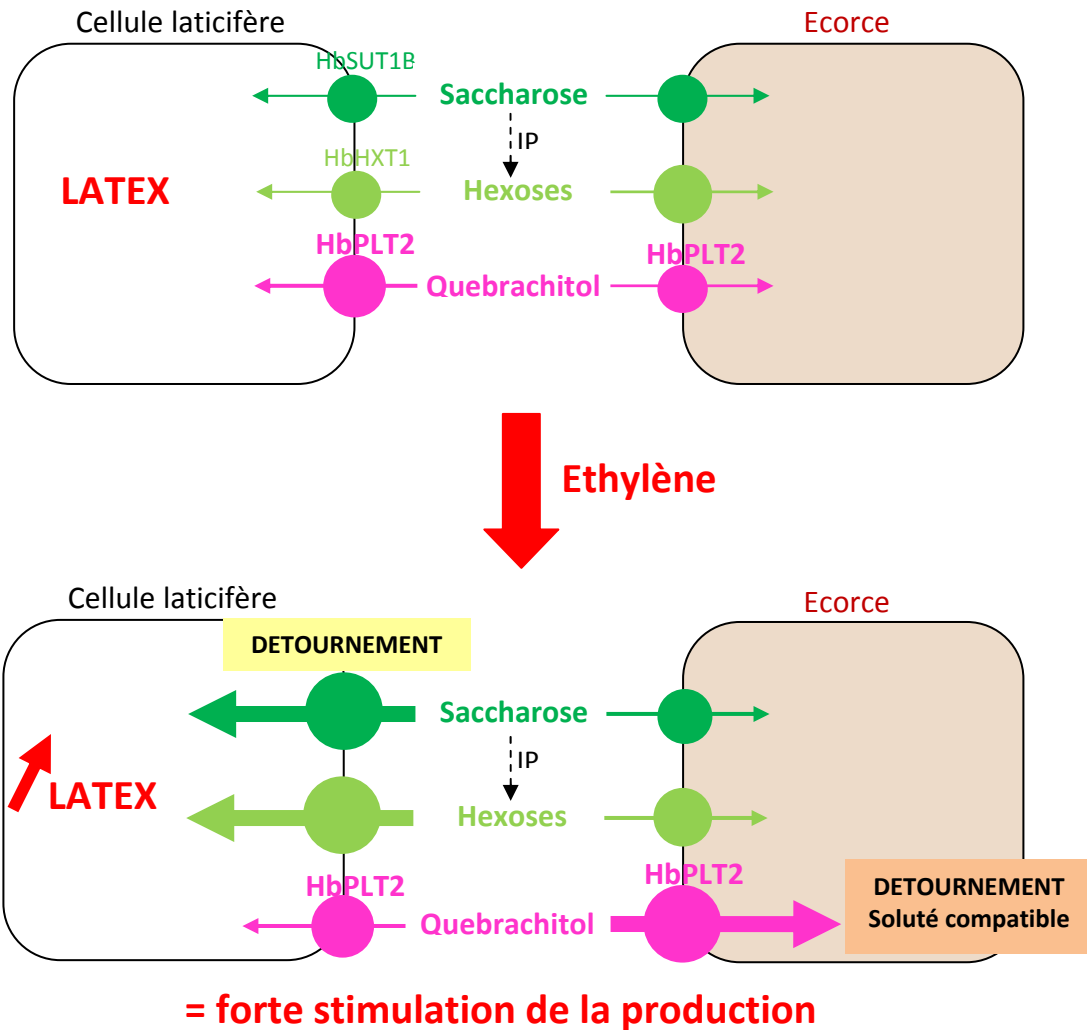 Cellule laticifère
Ecorce
HbSUT1B
Saccharose
IP
HbHXT1
LATEX
Hexoses
HbPLT2
HbPLT2
Quebrachitol
Ethylène
Cellule laticifère
Ecorce
DETOURNEMENT
Saccharose
IP
LATEX
Hexoses
HbPLT2
HbPLT2
Quebrachitol
DETOURNEMENT
Soluté compatible
= forte stimulation de la production